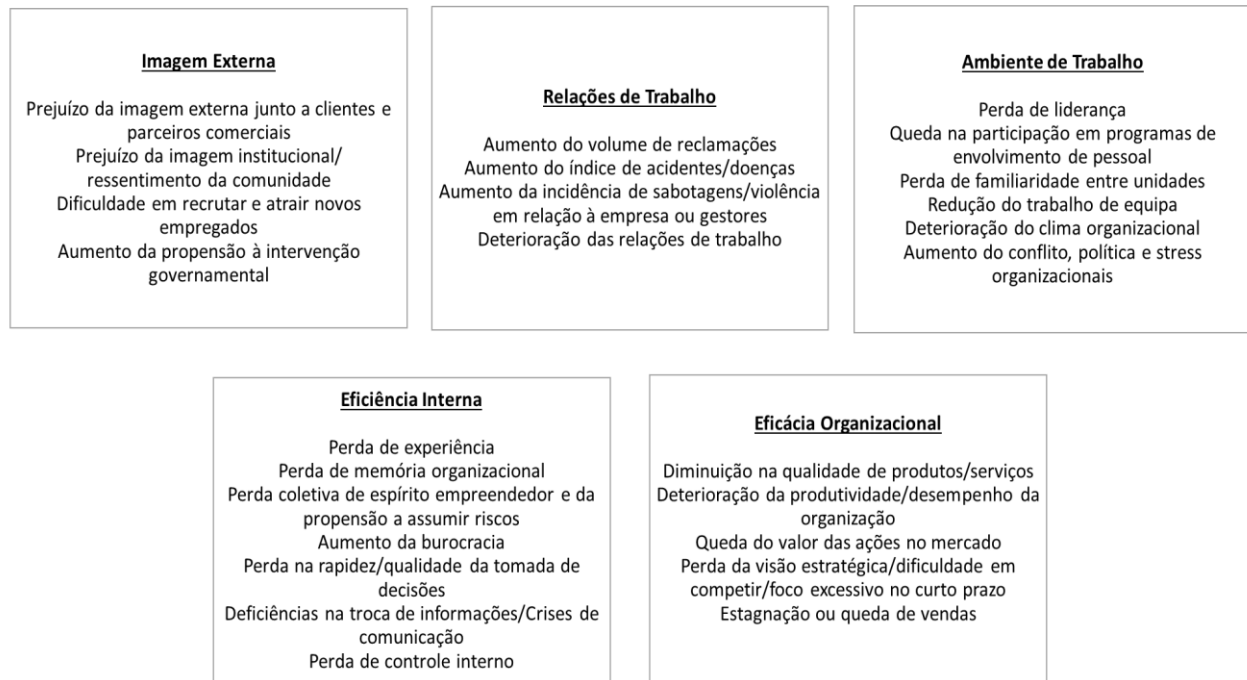 Imagem Externa
Prejuízo da imagem externa junto a clientes e
parceiros comerciais
Prejuízo da imagem institucional/
ressentimento da comunidade
Dificuldade em recrutar e atrair novos
empregados
Aumento da propensão à intervenção
governamental
Relações de Trabalho
Aumento do volume de reclamações
Aumento do índice de acidentes/doenças
Aumento da incidência de sabotagens/violência
em relação à empresa ou gestores
Deterioração das relações de trabalho
Ambiente de Trabalho
Perda de liderança
Queda na participação em programas de
envolvimento de pessoal
Perda de familiaridade entre unidades
Redução do trabalho de equipa
Deterioração do clima organizacional
Aumento do conflito, política e stress
organizacionais
Eficiência Interna
Perda de experiência
Perda de memória organizacional
Perda coletiva de espírito empreendedor e da
propensão a assumir riscos
Aumento da burocracia
Perda na rapidez/qualidade da tomada de
decisões
Deficiências na troca de informações/Crises de
comunicação
Perda de controle interno
Eficácia Organizacional
Diminuição na qualidade de produtos/serviços
Deterioração da produtividade/desempenho da
organização
Queda do valor das ações no mercado
Perda da visão estratégica/dificuldade em
competir/foco excessivo no curto prazo
Estagnação ou queda de vendas